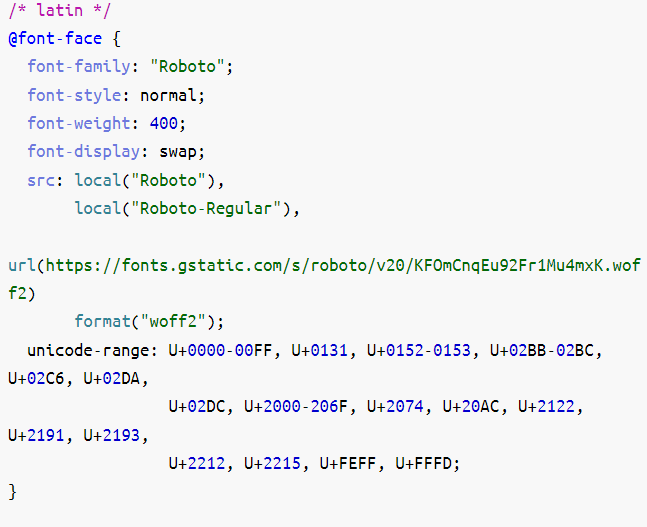 /* latin */
@font-face {
  font-family: "Roboto";
  font-style: normal;
  font-weight: 400;
  font-display: swap;
  src: local("Roboto"),
       local("Roboto-Regular"),
url(https://fonts.gstatic.com/s/roboto/v20/KFOmCnqEu92Fr1Mu4mxK.wof
f2)
       format("woff2");
  unicode-range: U+0000-00FF, U+0131, U+0152-0153, U+02BB-02BC,
U+02C6, U+02DA,
                 U+02DC, U+2000-206F, U+2074, U+20AC, U+2122,
U+2191, U+2193,
                 U+2212, U+2215, U+FEFF, U+FFFD;
}